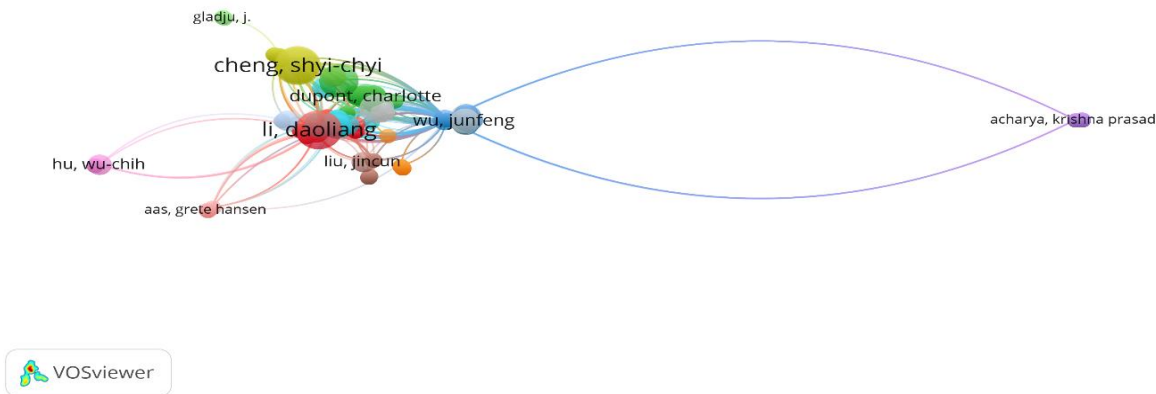 gladju, j.
cheng, shyi-chyi
dupont, charlotte
wu, junfeng
acharya, krishna prasad
li, daoliang
hu, wu-chih
liu, jincun
aas, grete hansen
VOSviewer